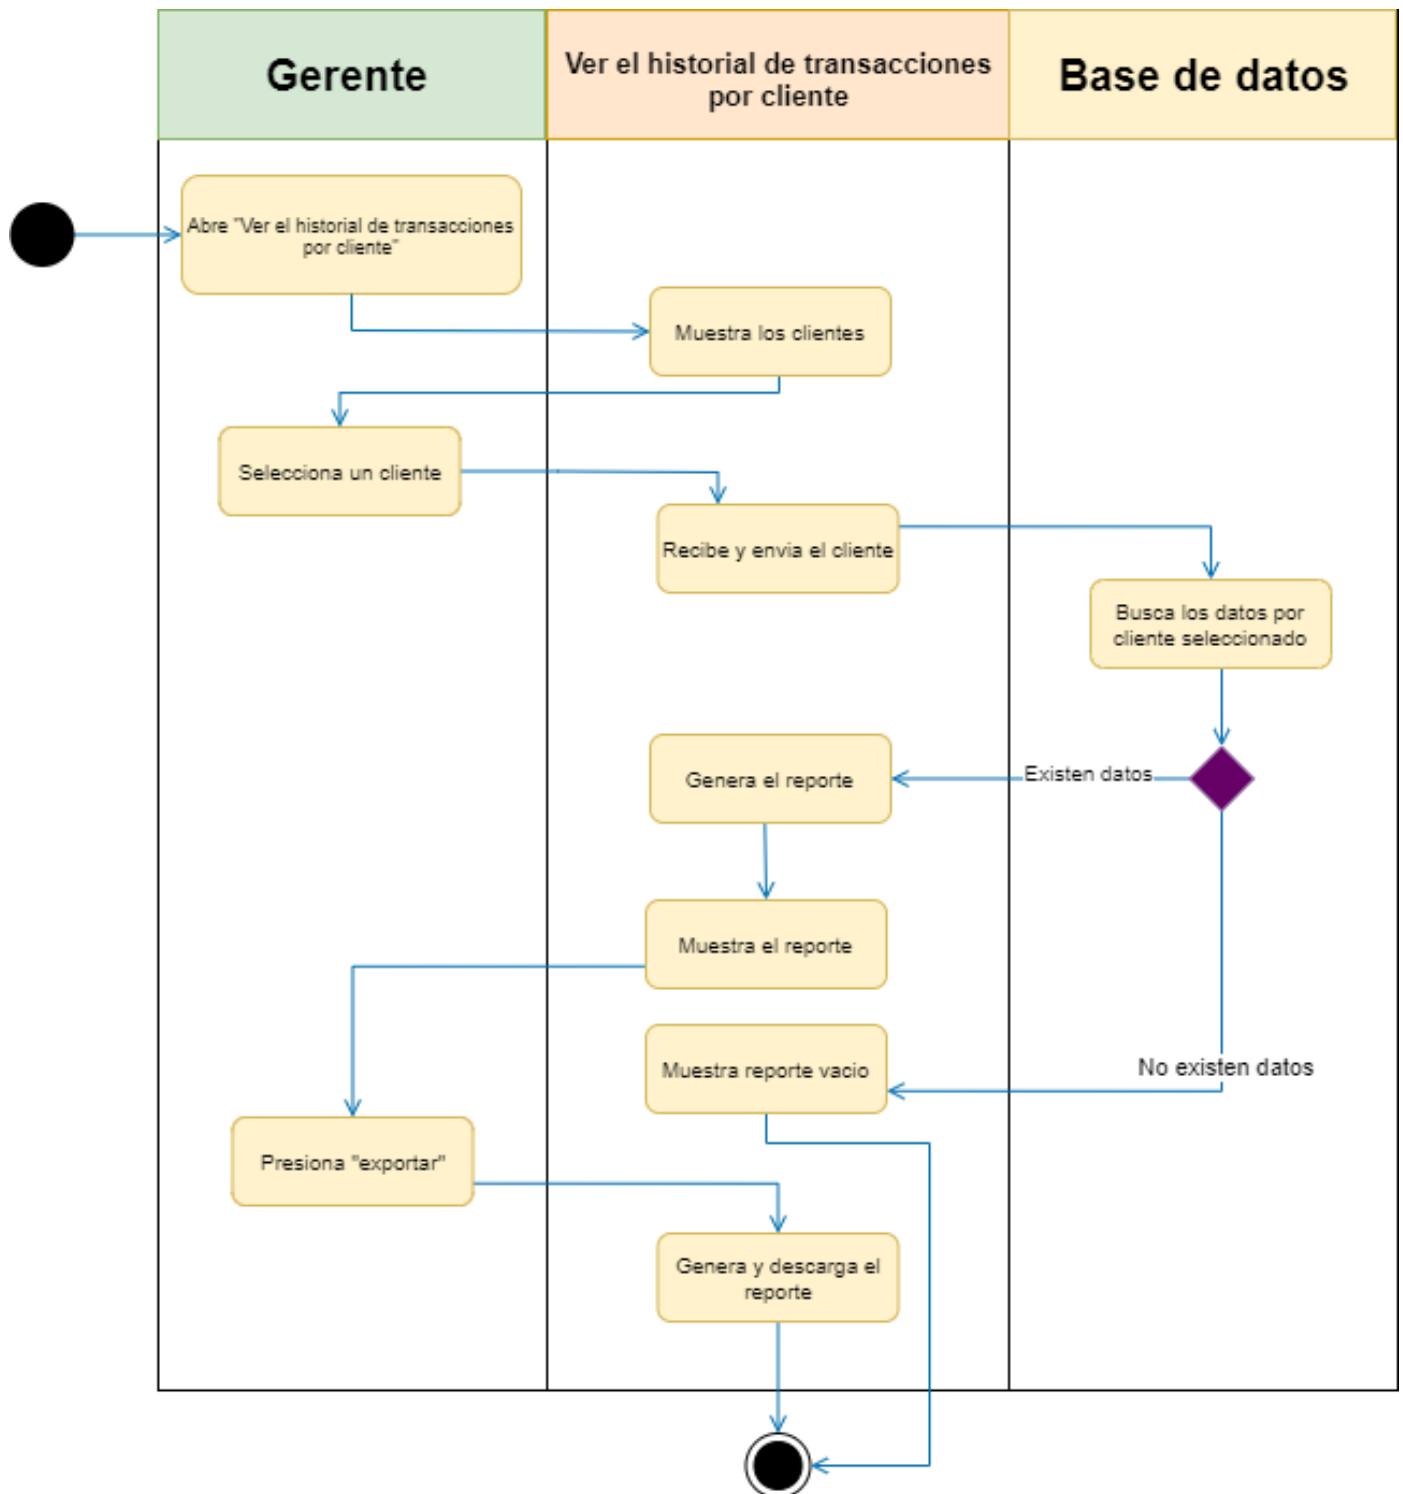 Gerente
Ver el historial de transacciones
por cliente
Base de datos
Abre "Ver el historial de transacciones
por cliente"
Muestra los clientes
Selecciona un cliente
Recibe y envia el cliente
Busca los datos por
cliente seleccionado
Existen datos
Genera el reporte
Muestra el reporte
No existen datos
Muestra reporte vacio
Presiona "exportar"
Genera y descarga el
reporte